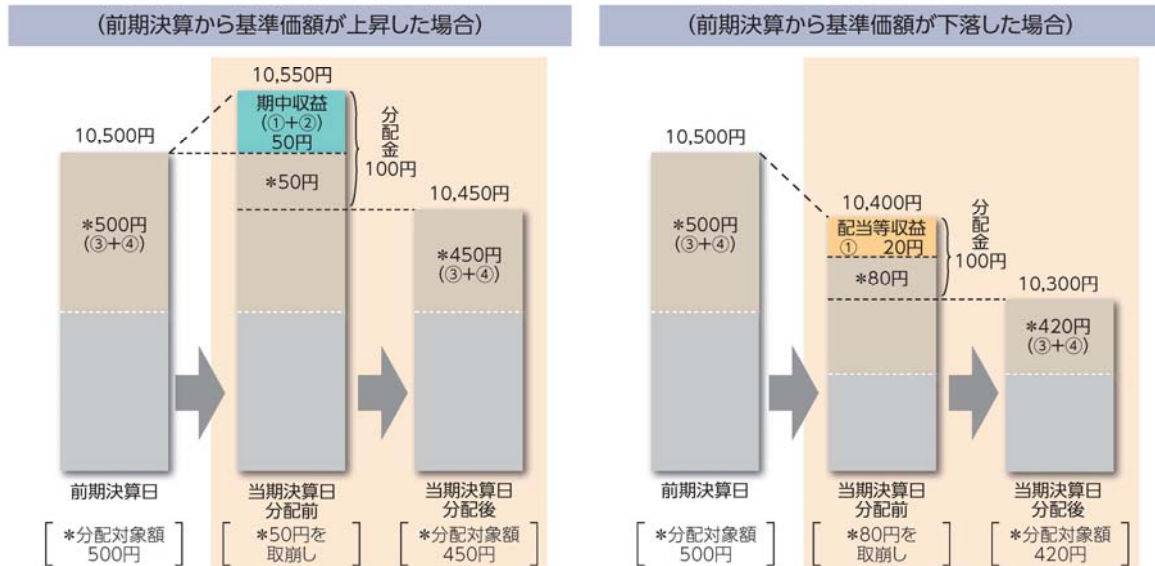 (前期決算から基準価額が上昇した場合)
10,500円
*500円
(③+④)
10,550円
期中収益
(①+②)
50円
*50円
分配金
100円
10,450円
*450円
(③+④)
前期決算日
当期決算日
分配前
当期決算日
分配後
*分配対象額
500円
*50円を
取崩し
*分配対象額
450円
(前期決算から基準価額が下落した場合)
10,500円
*500円
(③+④)
10,400円
配当等収益
① 20円
*80円
分配金
100円
10,300円
*420円
(③+④)
前期決算日
当期決算日
分配前
当期決算日
分配後
*分配対象額
500円
*80円を
取崩し
*分配対象額
420円